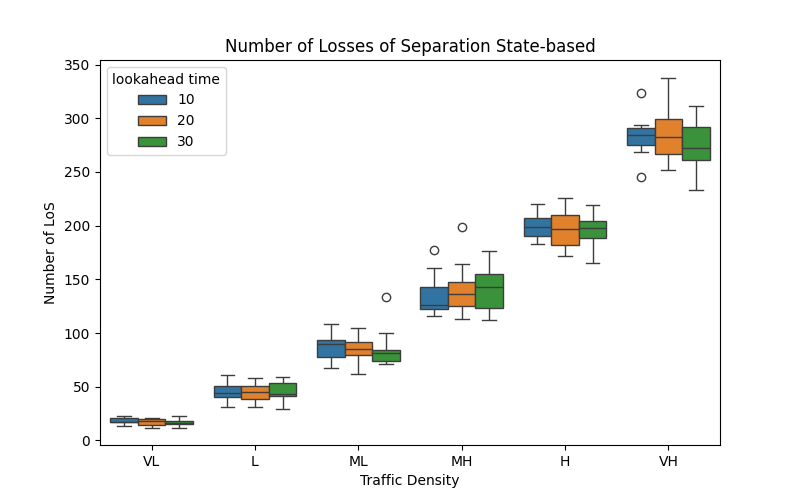 Number of Losses of Separation State-based
lookahead time
10
20
30
Number of LoS
350
300
250
200
150
100
50
0
VL L ML MH H VH
Traffic Density